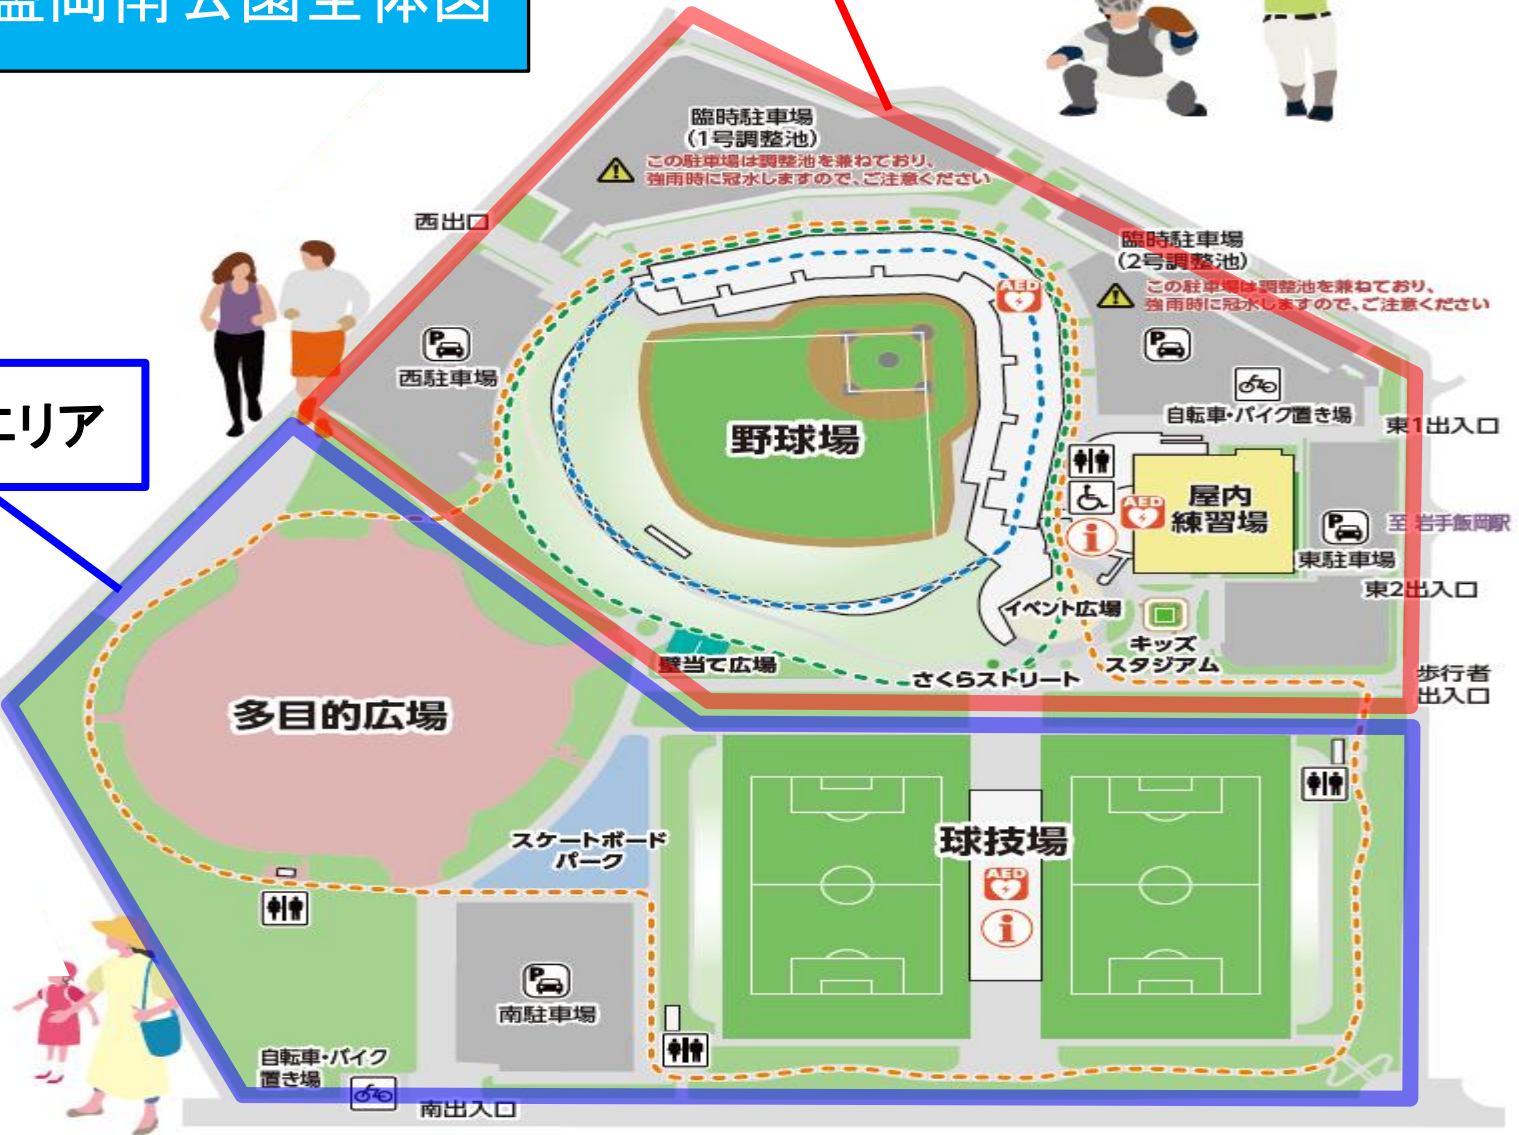 盛岡南公園全体図
臨時駐車場
(1号調整池)
この駐車場は調整池を兼ねており、
強雨時に冠水しますので、ご注意ください
西出口
臨時駐車場
(2号調整池)
この駐車場は調整池を兼ねており、
強雨時に冠水しますので、ご注意ください
AED
P
西駐車場
P
自転車・バイク置き場
東1出入口
エリア
野球場
AED
屋内
練習場
P
至 岩手飯岡駅
東駐車場
i
東2出入口
イベント広場
キッズ
スタジアム
壁当て広場
さくらストリート
歩行者
出入口
多目的広場
スケートボード
パーク
球技場
AED
i
P
南駐車場
自転車・バイク
置き場
南出入口